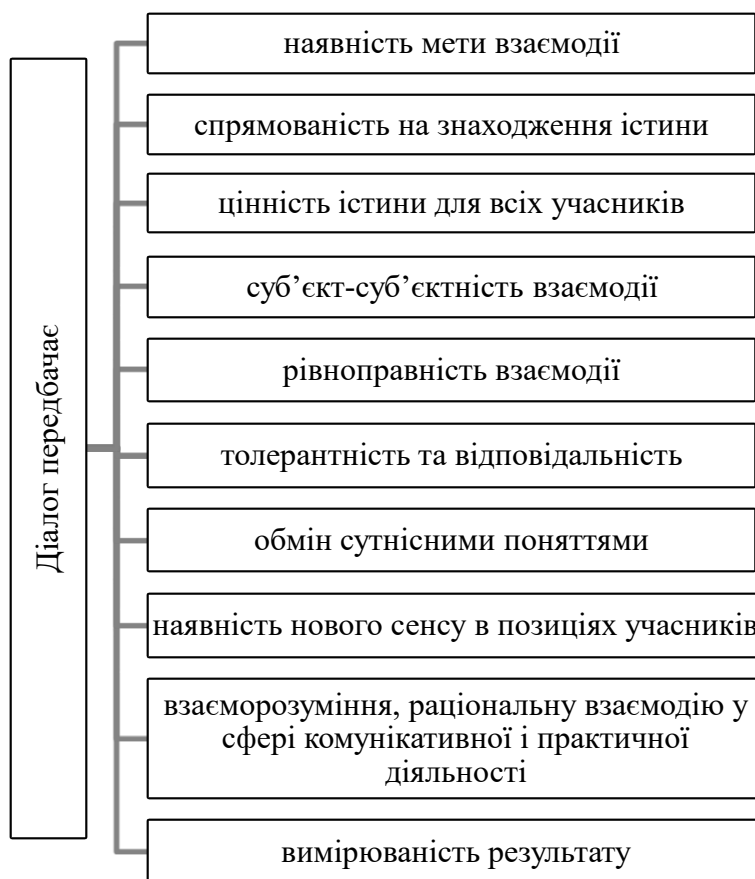 Діалог передбачає
наявність мети взаємодії
спрямованість на знаходження істини
цінність істини для всіх учасників
суб’єкт-суб’єктність взаємодії
рівноправність взаємодії
толерантність та відповідальність
обмін сутнісними поняттями
наявність нового сенсу в позиціях учасників
взаєморозуміння, раціональну взаємодію у
сфері комунікативної і практичної
діяльності
вимірюваність результату